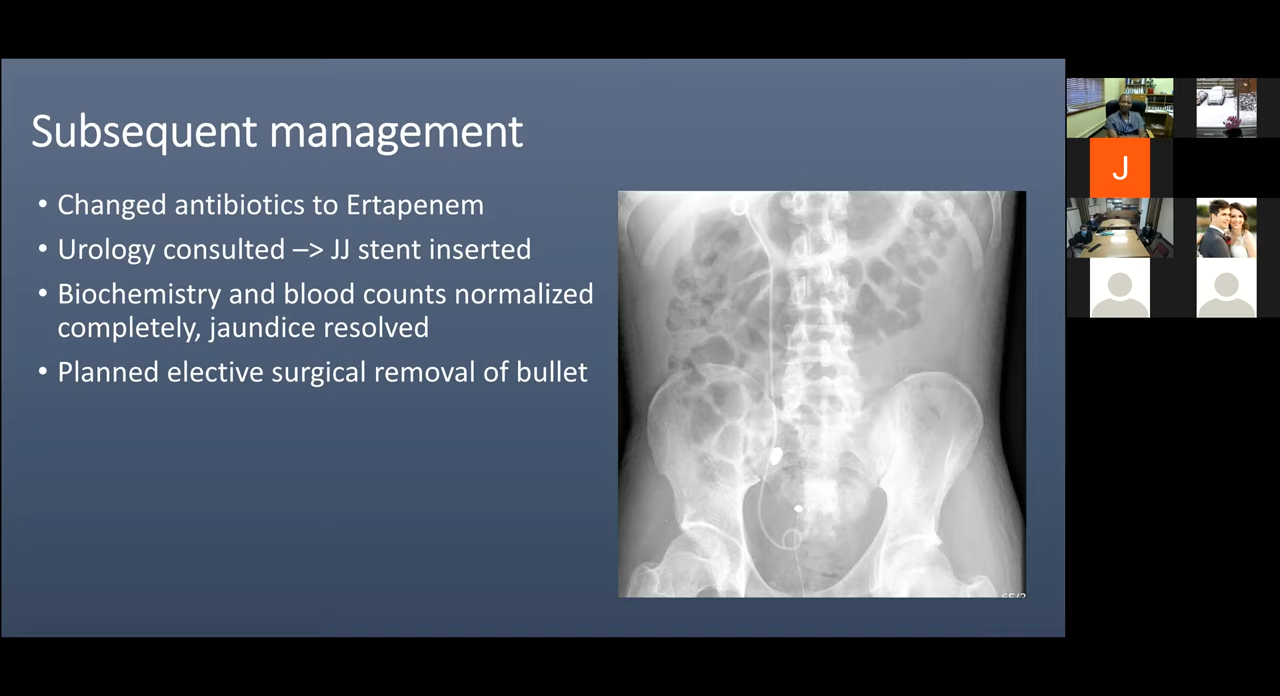 Subsequent management
• Changed antibiotics to Ertapenem
• Urology consulted –> JJ stent inserted
• Biochemistry and blood counts normalized
completely, jaundice resolved
• Planned elective surgical removal of bullet
J